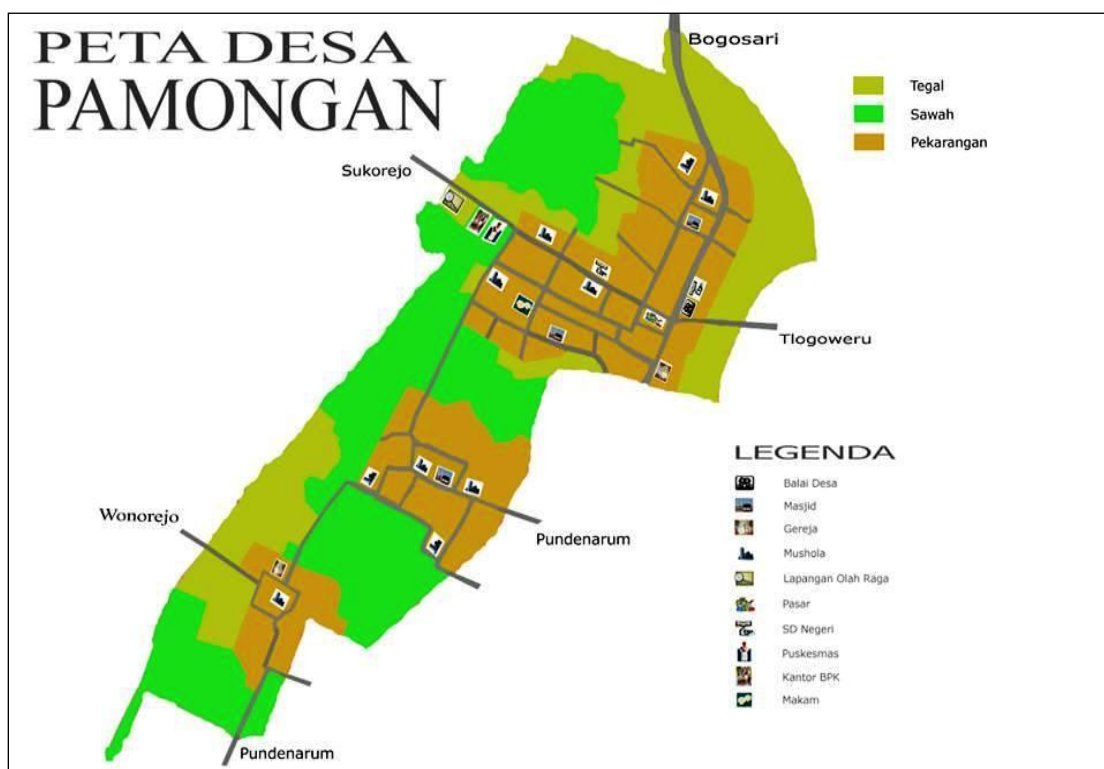 PETA DESA
PAMONGAN
Bogosari
Tegal
Sawah
Pekarangan
Sukorejo
Tlogoweru
LEGENDA
Balai Desa
Masjid
Gereja
Mushola
Lapangan Olah Raga
Pasar
SD Negeri
Puskesmas
Kantor BPK
Makam
Wonorejo
Pundenarum
Pundenarum